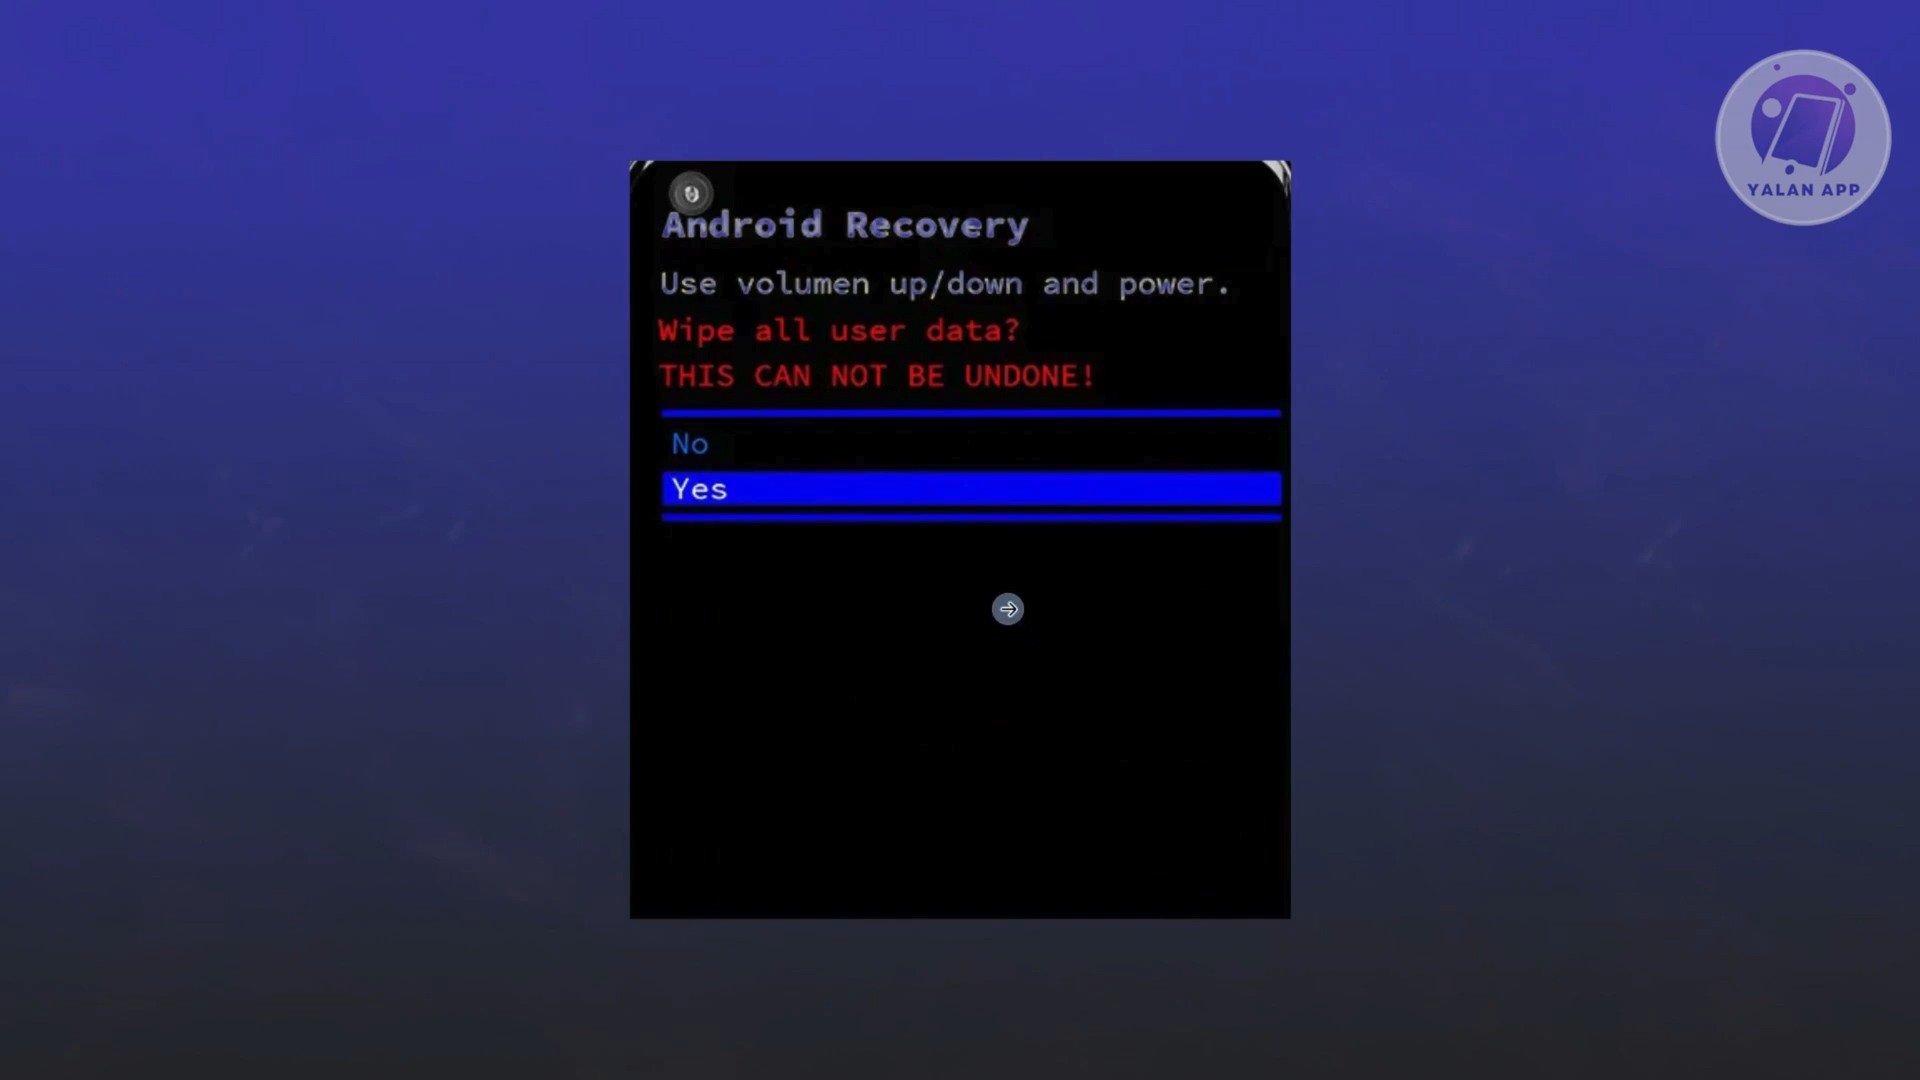 YALAN APP
Android Recovery
Use volumen up/down and power.
Wipe all user data?
THIS CAN NOT BE UNDONE!
No
Yes